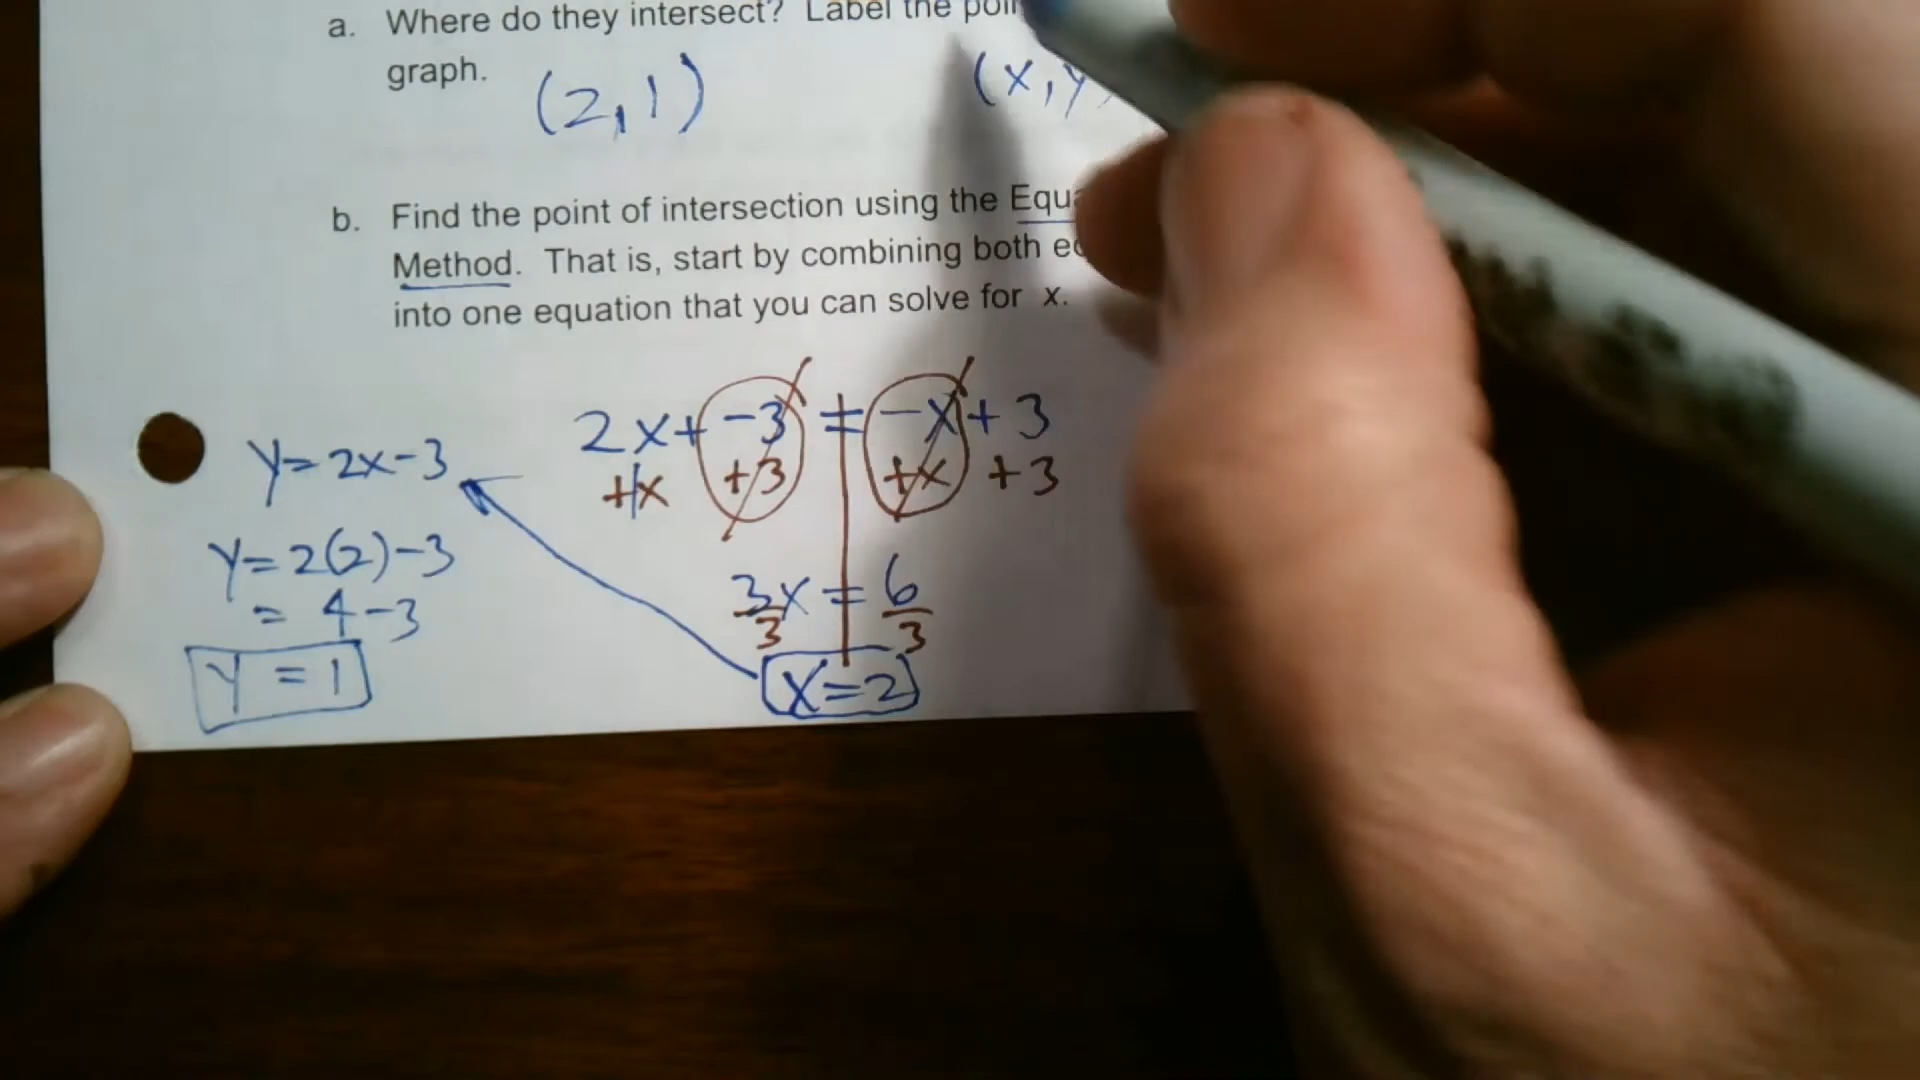 a. Where do they intersect? Label the
graph. (2,1) (x,y
b. Find the point of intersection using the
Method. That is, start by combining both
into one equation that you can solve for x.
2x+ -3 = -x+3
+x +3 +x +3
y=2x-3
y=2(2)-3
= 4-3
y = 1
3x = 6
3 3
x=2